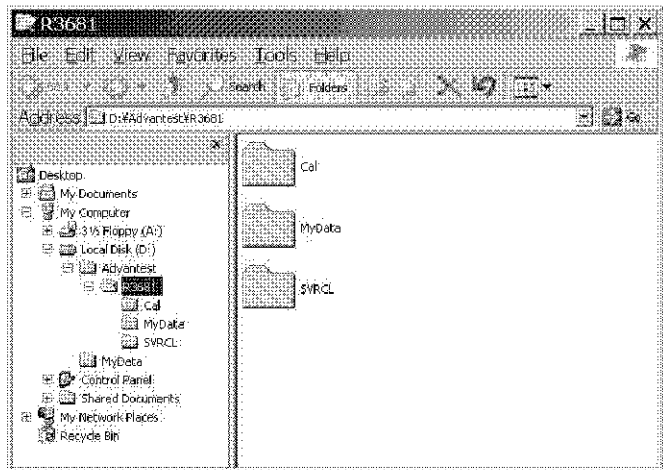 R3681
File Edit View Favorites Tools Help
Search Folders
Address D:¥Advantest¥R3681 Go
Desktop
My Documents
My Computer
3½ Floppy (A:)
Local Disk (D:)
Advantest
R3681
Cal
MyData
SVRCL
MyData
Control Panel
Shared Documents
My Network Places
Recycle Bin
Cal
MyData
SVRCL